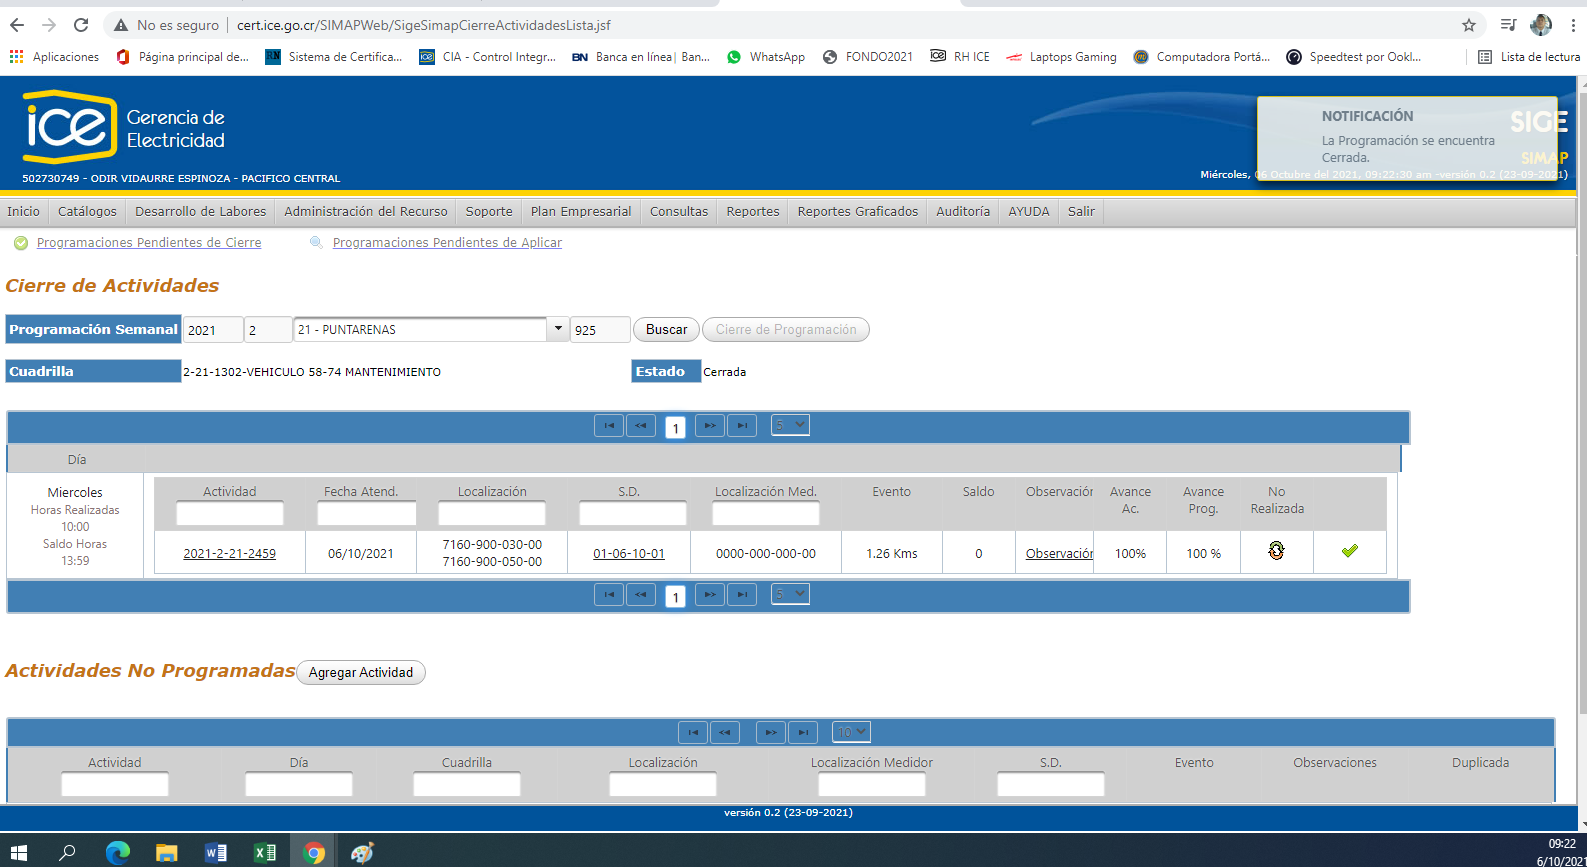 No es seguro | cert.ice.go.cr/SIMAPWeb/SigeSimapCierreActividadesLista.jsf
Aplicaciones Página principal de... Sistema de Certifica... CIA - Control Integr... BN Banca en línea| Ban... WhatsApp FONDO2021 RH ICE Laptops Gaming Computadora Portá... Speedtest por Ookl... Lista de lectura
ice Gerencia de
Electricidad
NOTIFICACIÓN
La Programación se encuentra
Cerrada.
SIGE
SIMAP
502730749 - ODIR VIDAURRE ESPINOZA - PACIFICO CENTRAL
Miércoles, 06 Octubre del 2021, 09:22:30 am -versión 0.2 (23-09-2021)
Inicio Catálogos Desarrollo de Labores Administración del Recurso Soporte Plan Empresarial Consultas Reportes Reportes Graficados Auditoría AYUDA Salir
Programaciones Pendientes de Cierre Programaciones Pendientes de Aplicar
Cierre de Actividades
Programación Semanal 2021 2 21 - PUNTARENAS 925 Buscar Cierre de Programación
Cuadrilla 2-21-1302-VEHICULO 58-74 MANTENIMIENTO Estado Cerrada
1 5
Día
Miercoles
Horas Realizadas
10:00
Saldo Horas
13:59
Actividad Fecha Atend. Localización S.D. Localización Med. Evento Saldo Observación Avance Ac. Avance Prog. No Realizada
2021-2-21-2459 06/10/2021 7160-900-030-00 7160-900-050-00 01-06-10-01 0000-000-000-00 1.26 Kms 0 Observación 100% 100 %
1 5
Actividades No Programadas Agregar Actividad
10
Actividad Día Cuadrilla Localización Localización Medidor S.D. Evento Observaciones Duplicada
versión 0.2 (23-09-2021)
09:22
6/10/2021